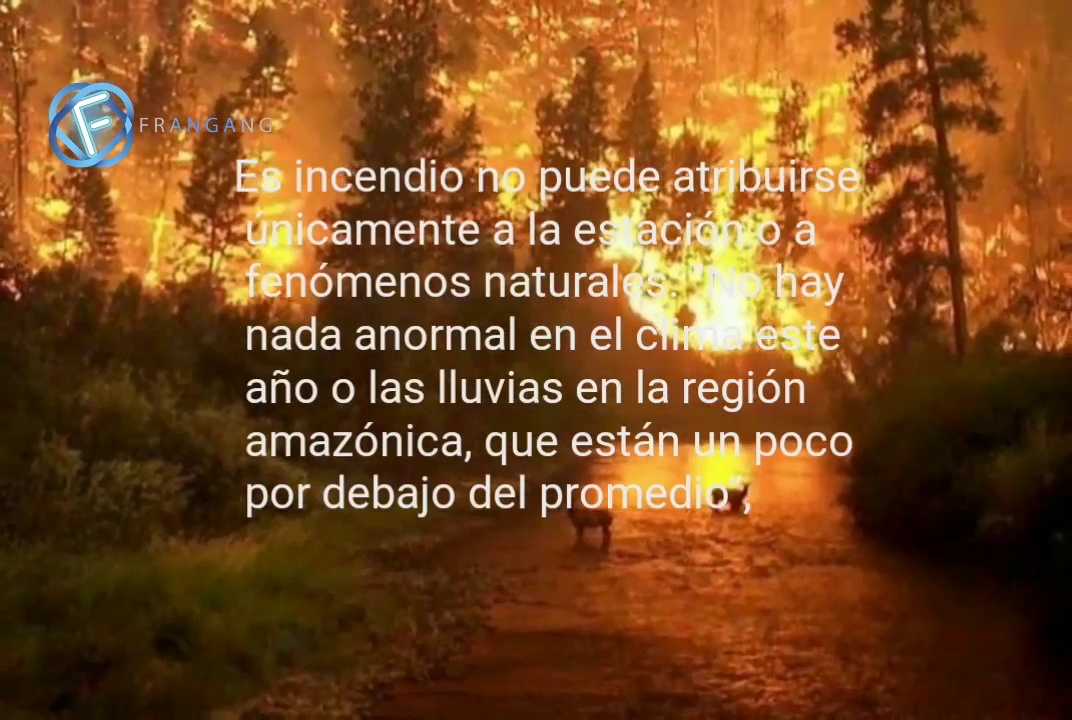 FRANGANG
Es incendio no puede atribuirse
únicamente a la estación o a
fenómenos naturales. "No hay
nada anormal en el clima este
año o las lluvias en la región
amazónica, que están un poco
por debajo del promedio",